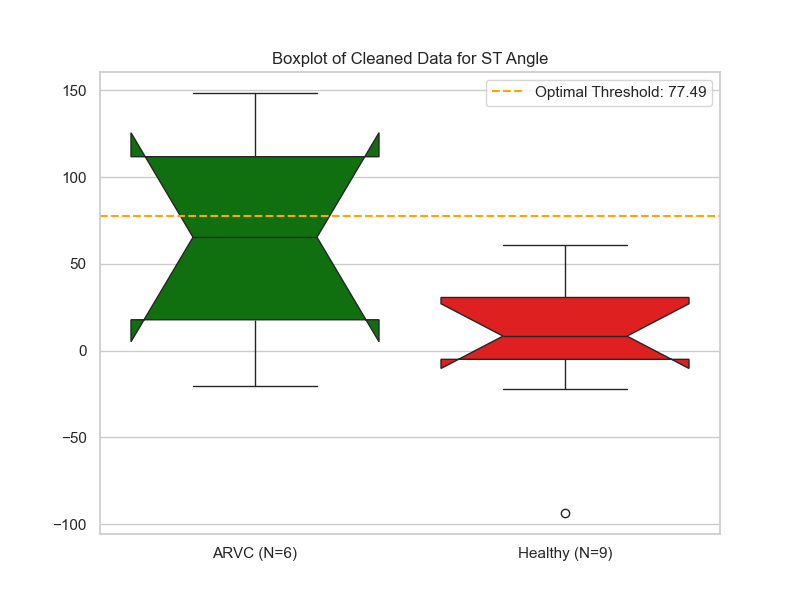 Boxplot of Cleaned Data for ST Angle
Optimal Threshold: 77.49
150
100
50
0
−50
−100
ARVC (N=6)
Healthy (N=9)